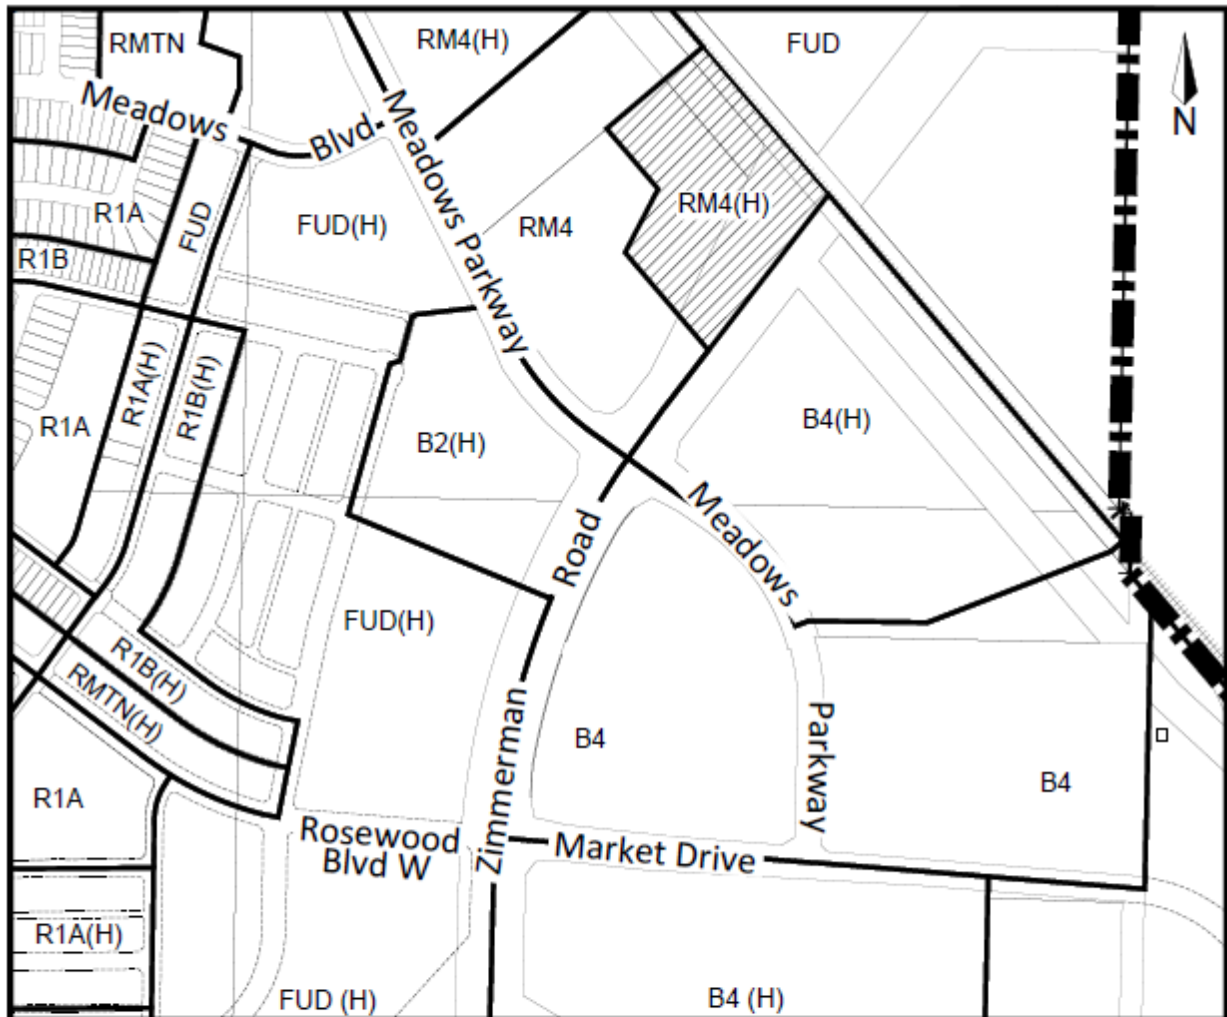 RMTN
RM4(H)
FUD
Meadows
Blvd
Meadows Parkway
N
R1A
FUD
FUD(H)
RM4
RM4(H)
R1B
R1A(H)
R1B(H)
R1A
B2(H)
B4(H)
Road
Meadows
FUD(H)
R1B(H)
RMTN(H)
Zimmerman
B4
Parkway
B4
R1A
Rosewood
Blvd W
Market Drive
R1A(H)
FUD (H)
B4 (H)